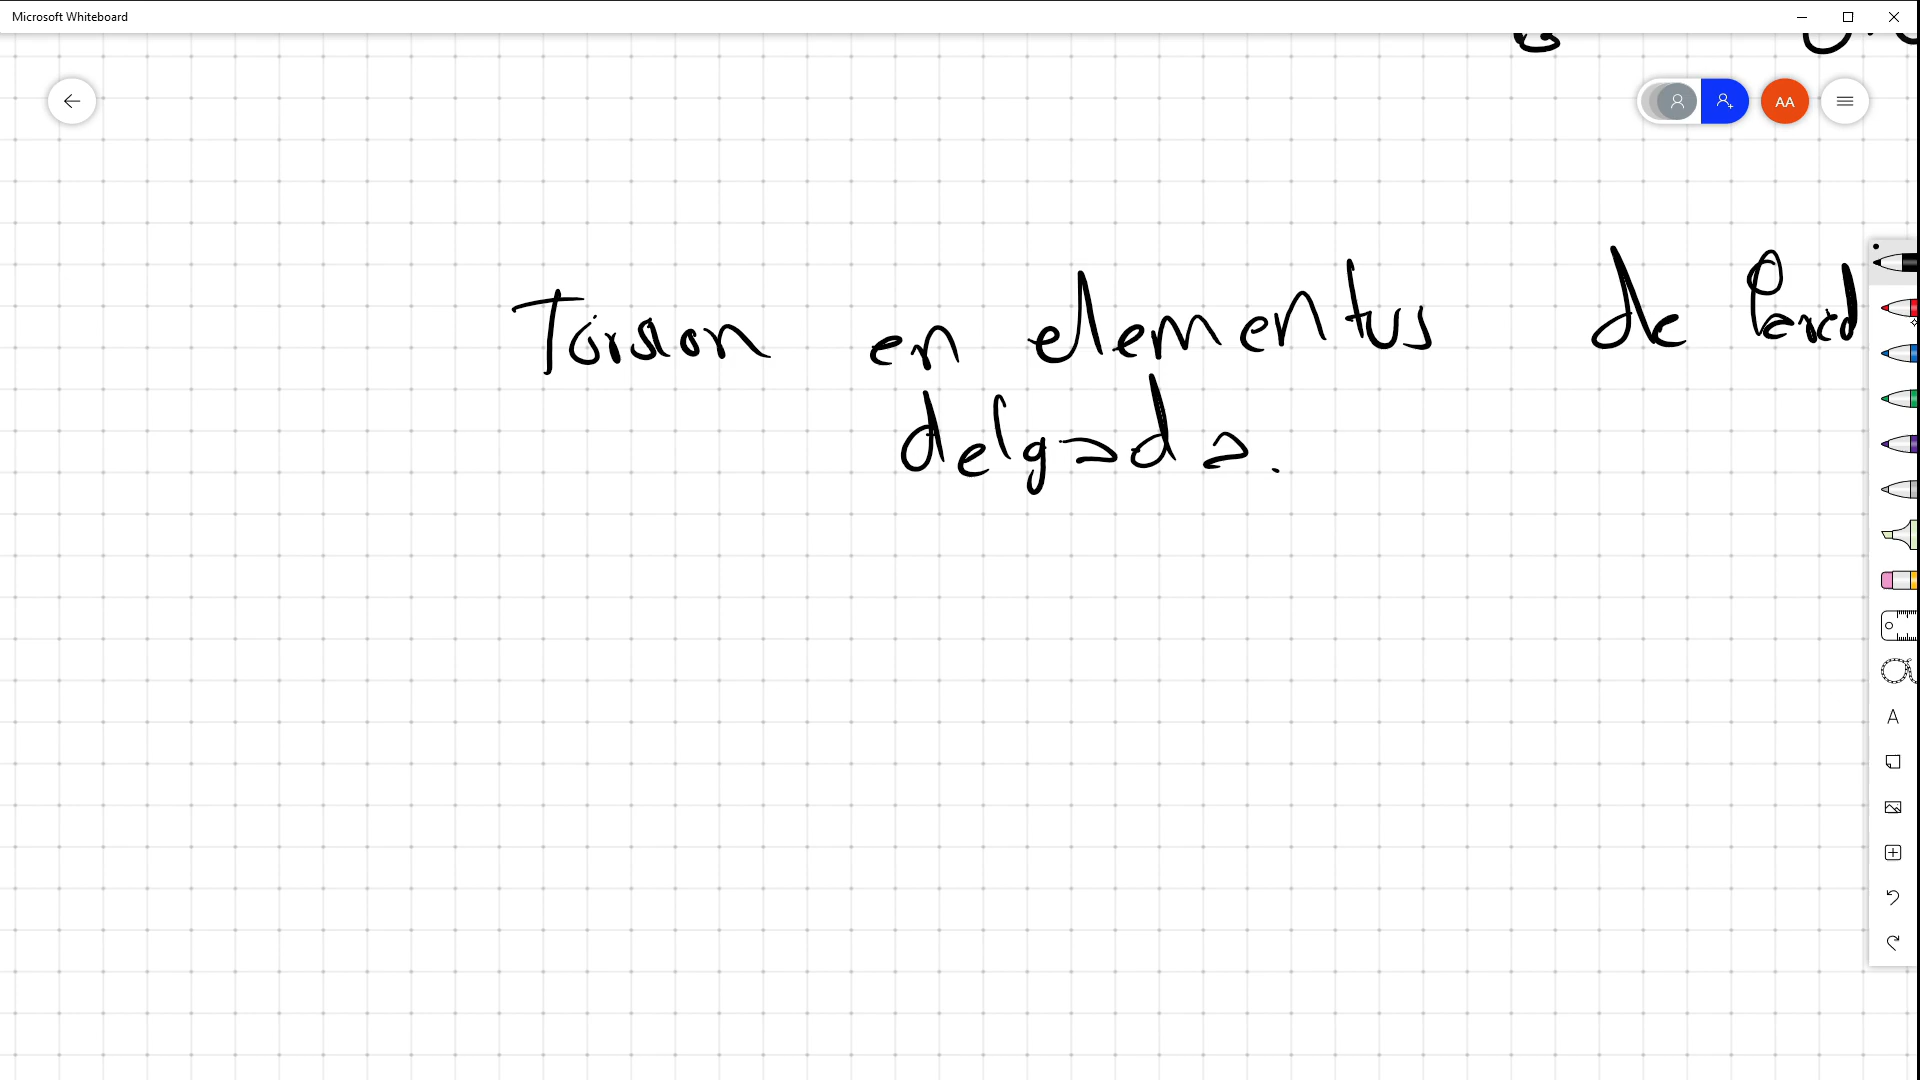 Microsoft Whiteboard
AA
Torsion en elementos de Pared
delgada.
A